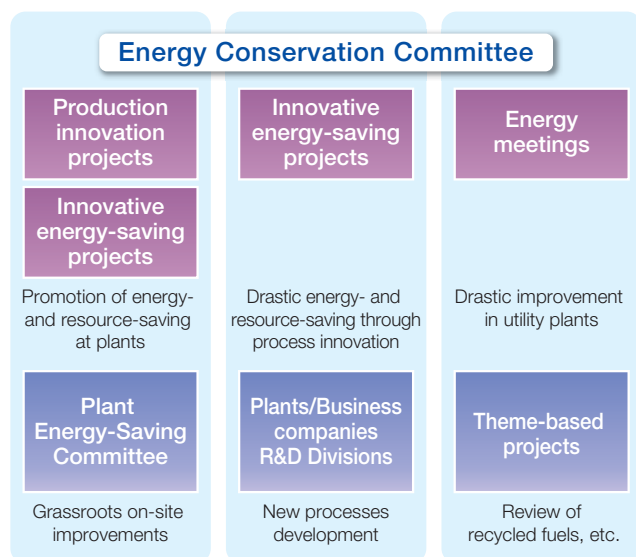 Energy Conservation Committee
Production
innovation
projects
Innovative
energy-saving
projects
Promotion of energy-
and resource-saving
at plants
Plant
Energy-Saving
Committee
Grassroots on-site
improvements
Innovative
energy-saving
projects
Drastic energy- and
resource-saving through
process innovation
Plants/Business
companies
R&D Divisions
New processes
development
Energy
meetings
Drastic improvement
in utility plants
Theme-based
projects
Review of
recycled fuels, etc.